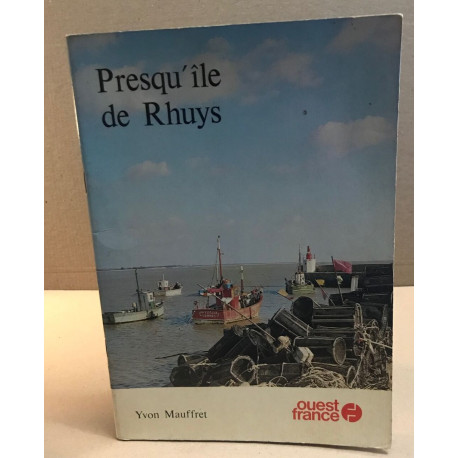 Presqu'île
de Rhuys
Yvon Mauffret
ouest
france